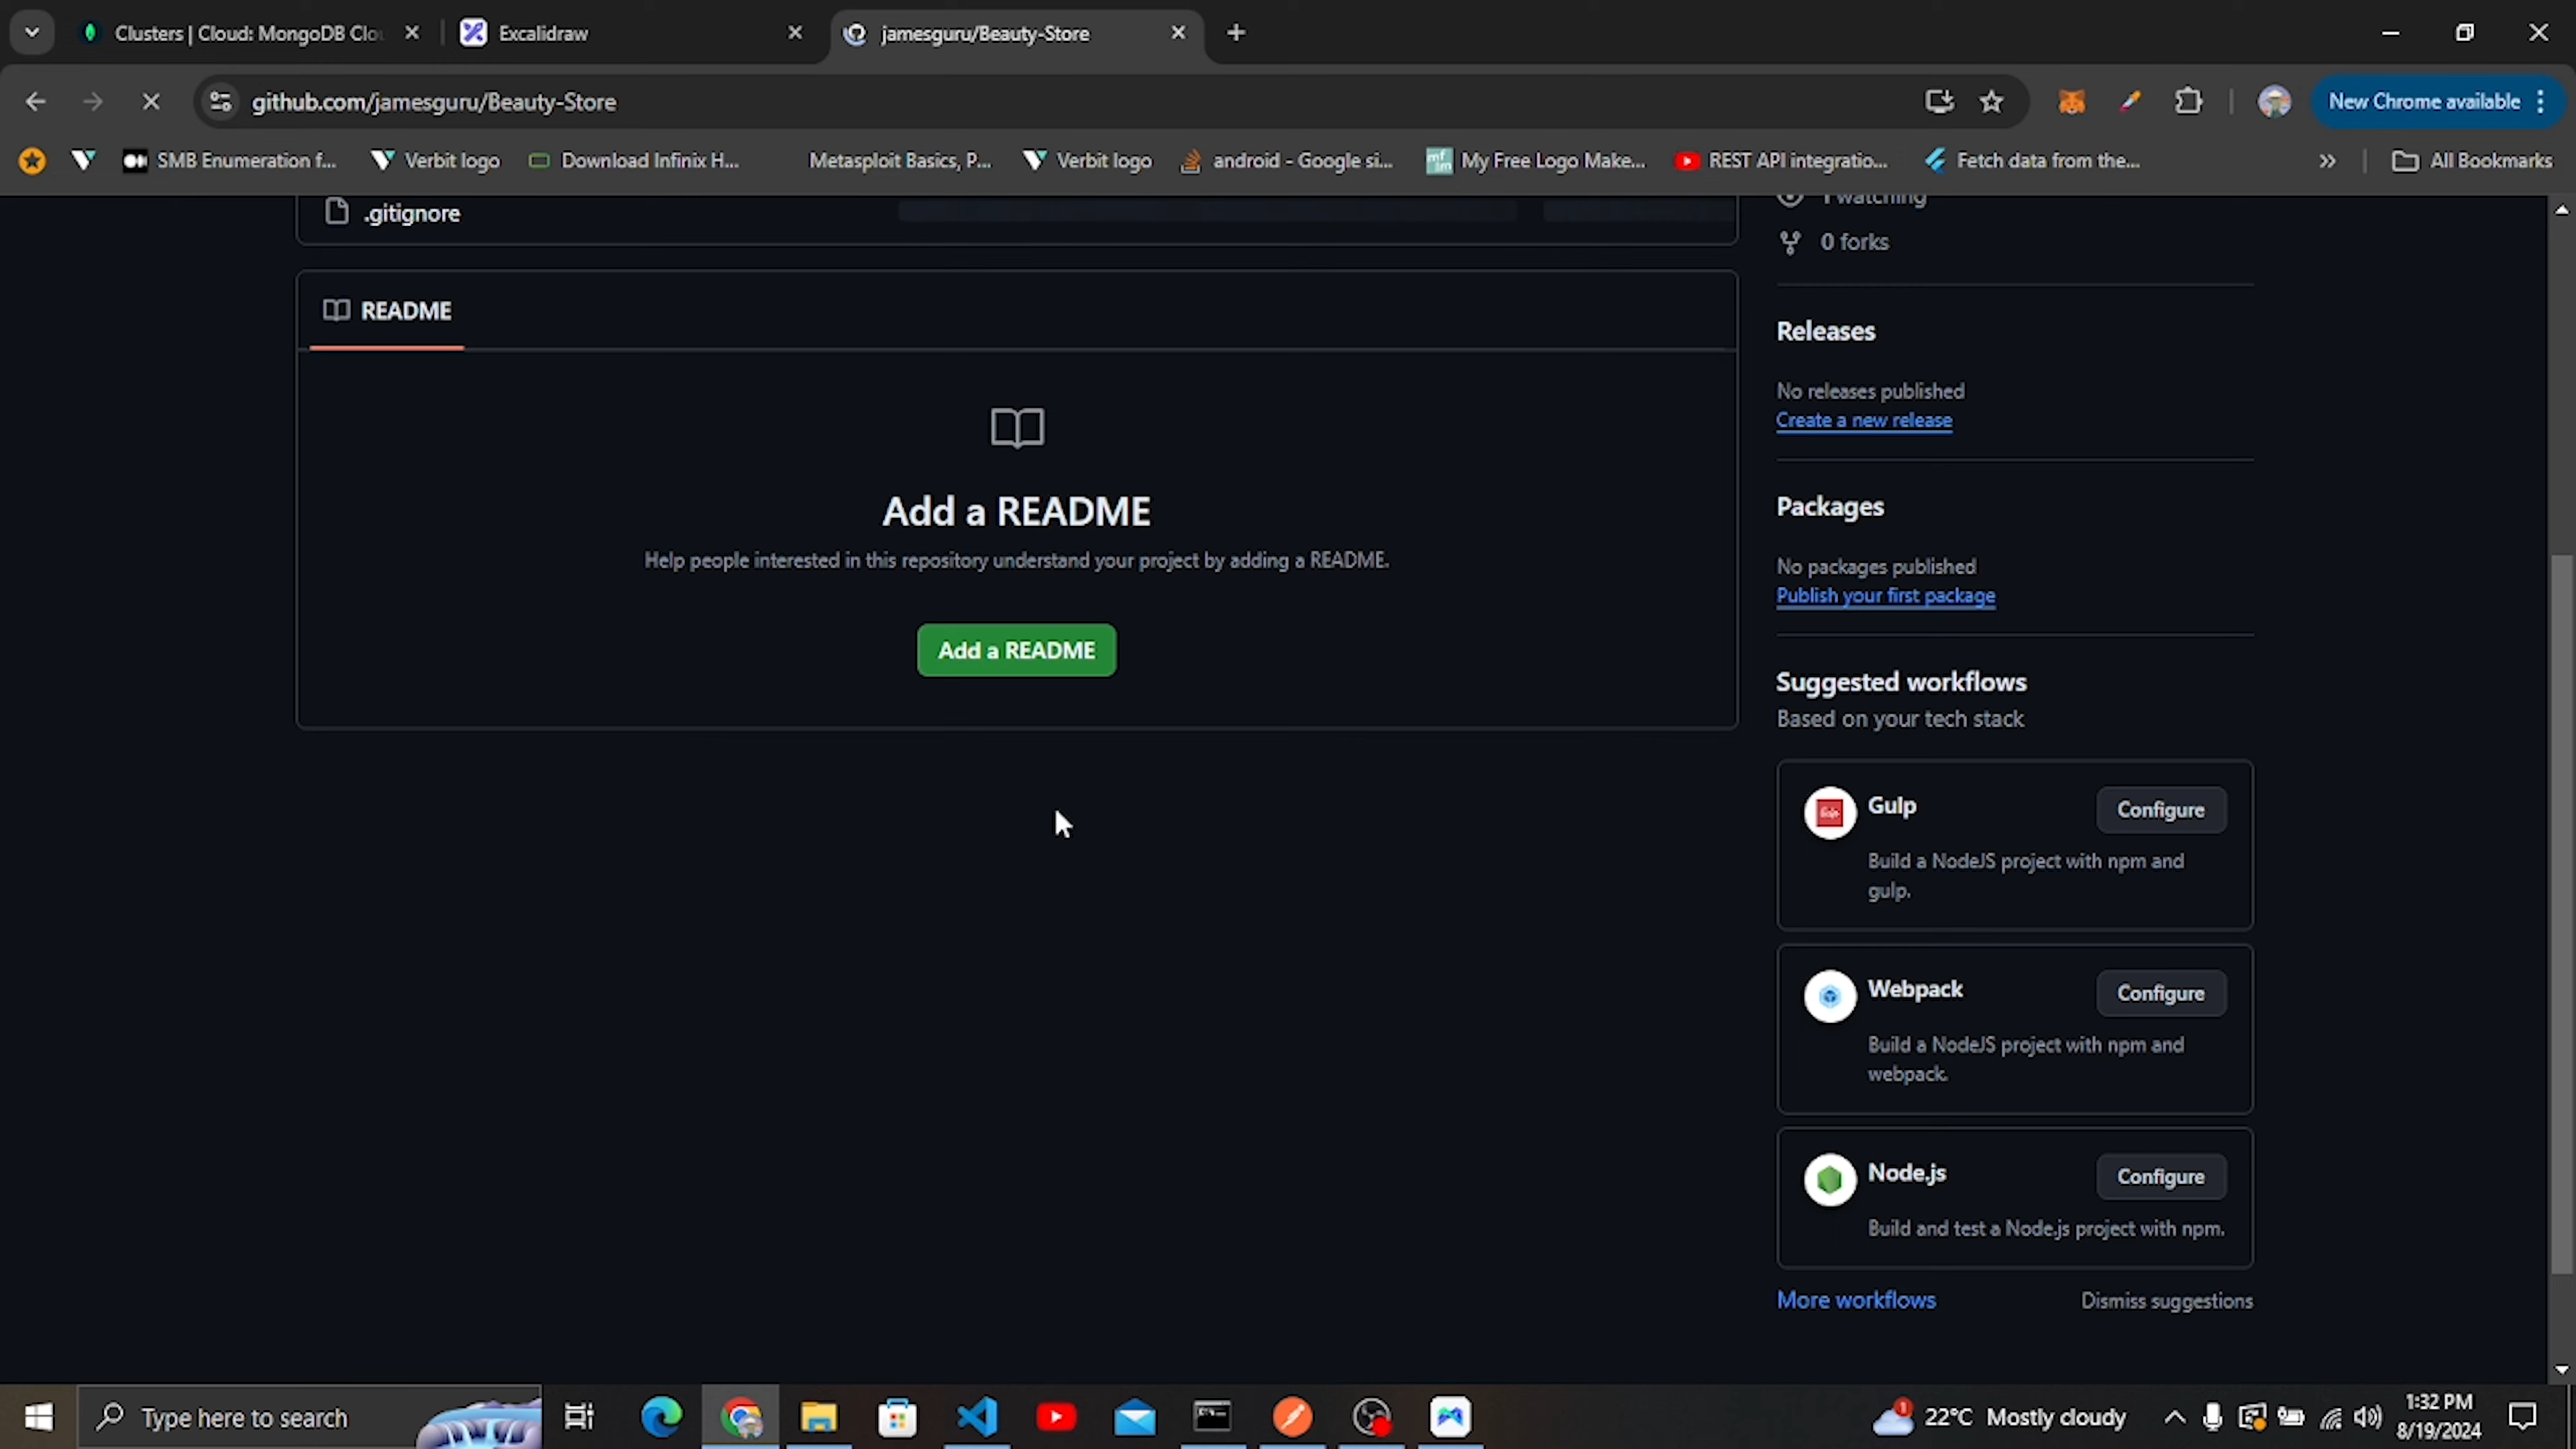 Clusters | Cloud: MongoDB Clou
Excalidraw
jamesguru/Beauty-Store
github.com/jamesguru/Beauty-Store
New Chrome available
SMB Enumeration f...
Verbit logo
Download Infinix H...
Metasploit Basics, P...
Verbit logo
android - Google si...
My Free Logo Make...
REST API integratio...
Fetch data from the...
All Bookmarks
.gitignore
1 watching
0 forks
README
Add a README
Help people interested in this repository understand your project by adding a README.
Add a README
Releases
No releases published
Create a new release
Packages
No packages published
Publish your first package
Suggested workflows
Based on your tech stack
Gulp
Configure
Build a NodeJS project with npm and
gulp.
Webpack
Configure
Build a NodeJS project with npm and
webpack.
Node.js
Configure
Build and test a Node.js project with npm.
More workflows
Dismiss suggestions
Type here to search
1
22°C Mostly cloudy
1:32 PM
8/19/2024